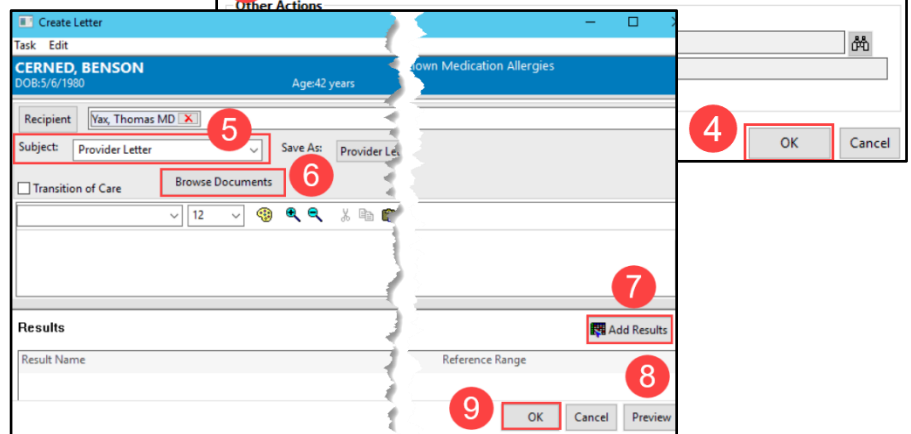 Other Actions
Create Letter
Task Edit
CERNED, BENSON
DOB:5/6/1980 Age:42 years
own Medication Allergies
4
OK Cancel
Recipient Yax, Thomas MD
5
Subject: Provider Letter Save As: Provider Le
6
Transition of Care Browse Documents
12
7
Results Add Results
Result Name Reference Range
8
9
OK Cancel Preview